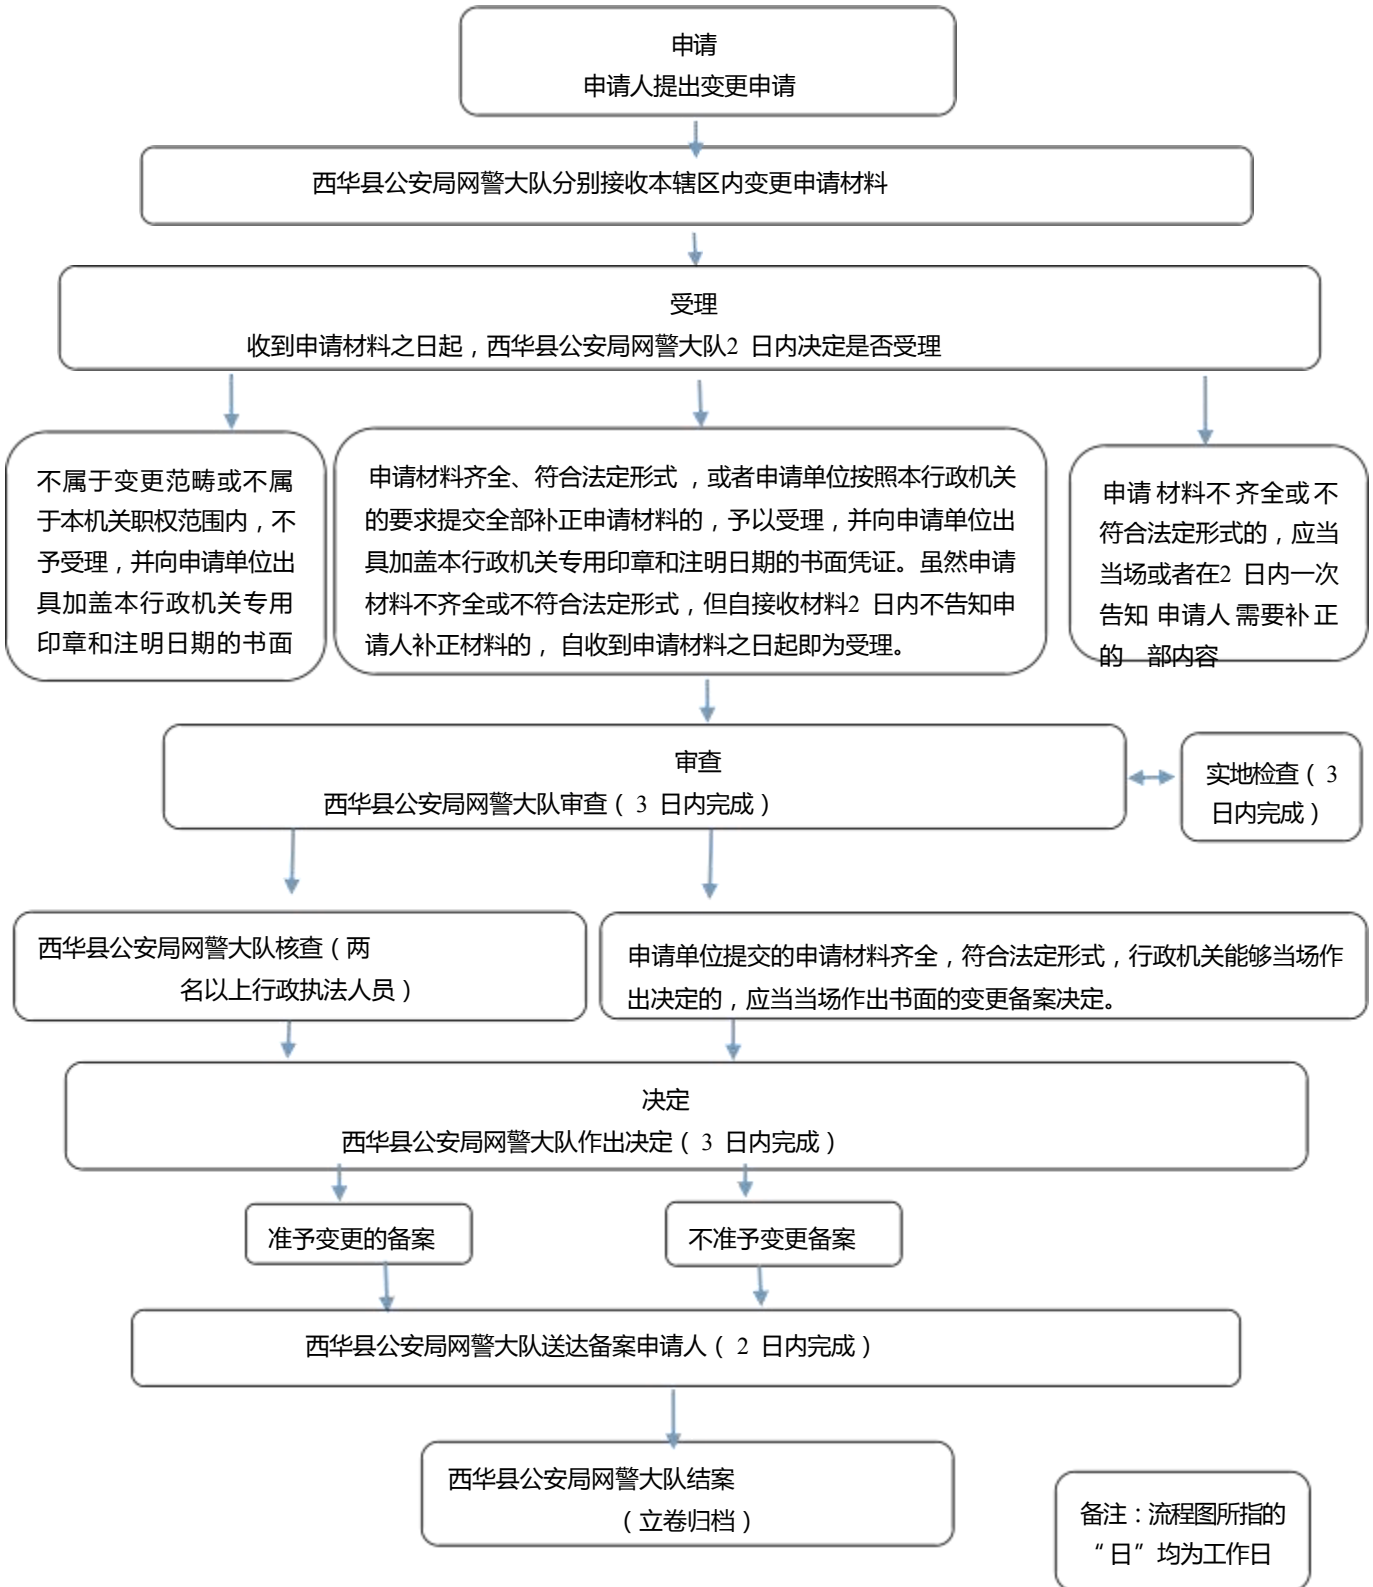 申请
申请人提出变更申请
西华县公安局网警大队分别接收本辖区内变更申请材料
受理
收到申请材料之日起，西华县公安局网警大队2 日内决定是否受理
不属于变更范畴或不属
于本机关职权范围内，不
予受理，并向申请单位出
具加盖本行政机关专用
印章和注明日期的书面
申请材料齐全、符合法定形式 ，或者申请单位按照本行政机关
的要求提交全部补正申请材料的，予以受理，并向申请单位出
具加盖本行政机关专用印章和注明日期的书面凭证。虽然申请
材料不齐全或不符合法定形式，但自接收材料2 日内不告知申
请人补正材料的， 自收到申请材料之日起即为受理。
申请 材料不 齐全或 不
符合法定形式的，应当
当场或者在2 日内一次
告知 申请人 需要补 正
的 部内容
审查
西华县公安局网警大队审查（ 3 日内完成）
实地检查（ 3
日内完成）
西华县公安局网警大队核查（两
名以上行政执法人员）
申请单位提交的申请材料齐全，符合法定形式，行政机关能够当场作
出决定的，应当当场作出书面的变更备案决定。
决定
西华县公安局网警大队作出决定（ 3 日内完成）
准予变更的备案
不准予变更备案
西华县公安局网警大队送达备案申请人（ 2 日内完成）
西华县公安局网警大队结案
（立卷归档）
备注：流程图所指的
“日”均为工作日